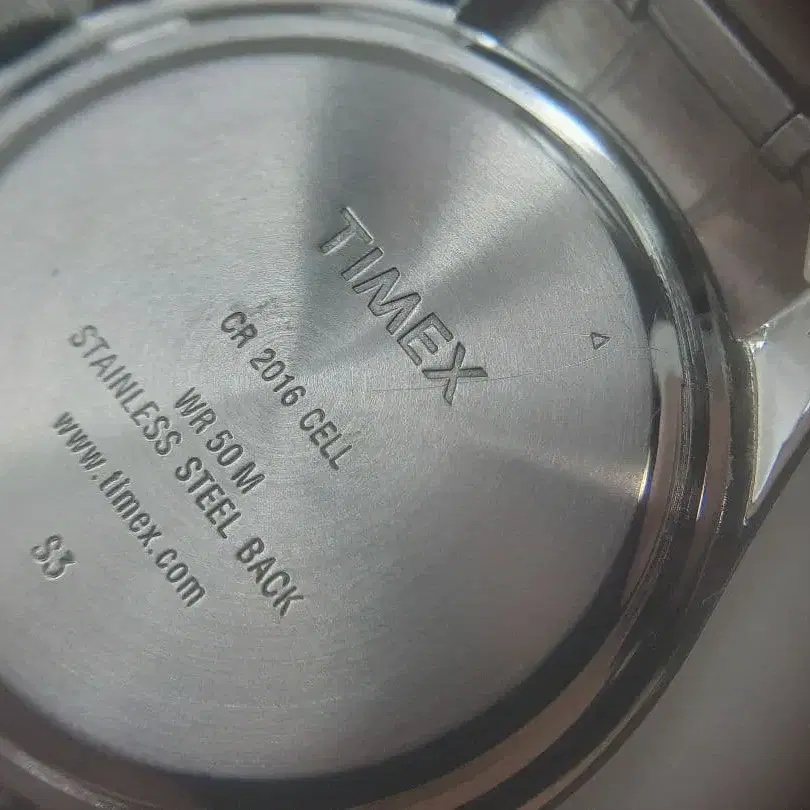 TIMEX
CR 2016 CELL
WR 50 M
STAINLESS STEEL BACK
www.timex.com
S3